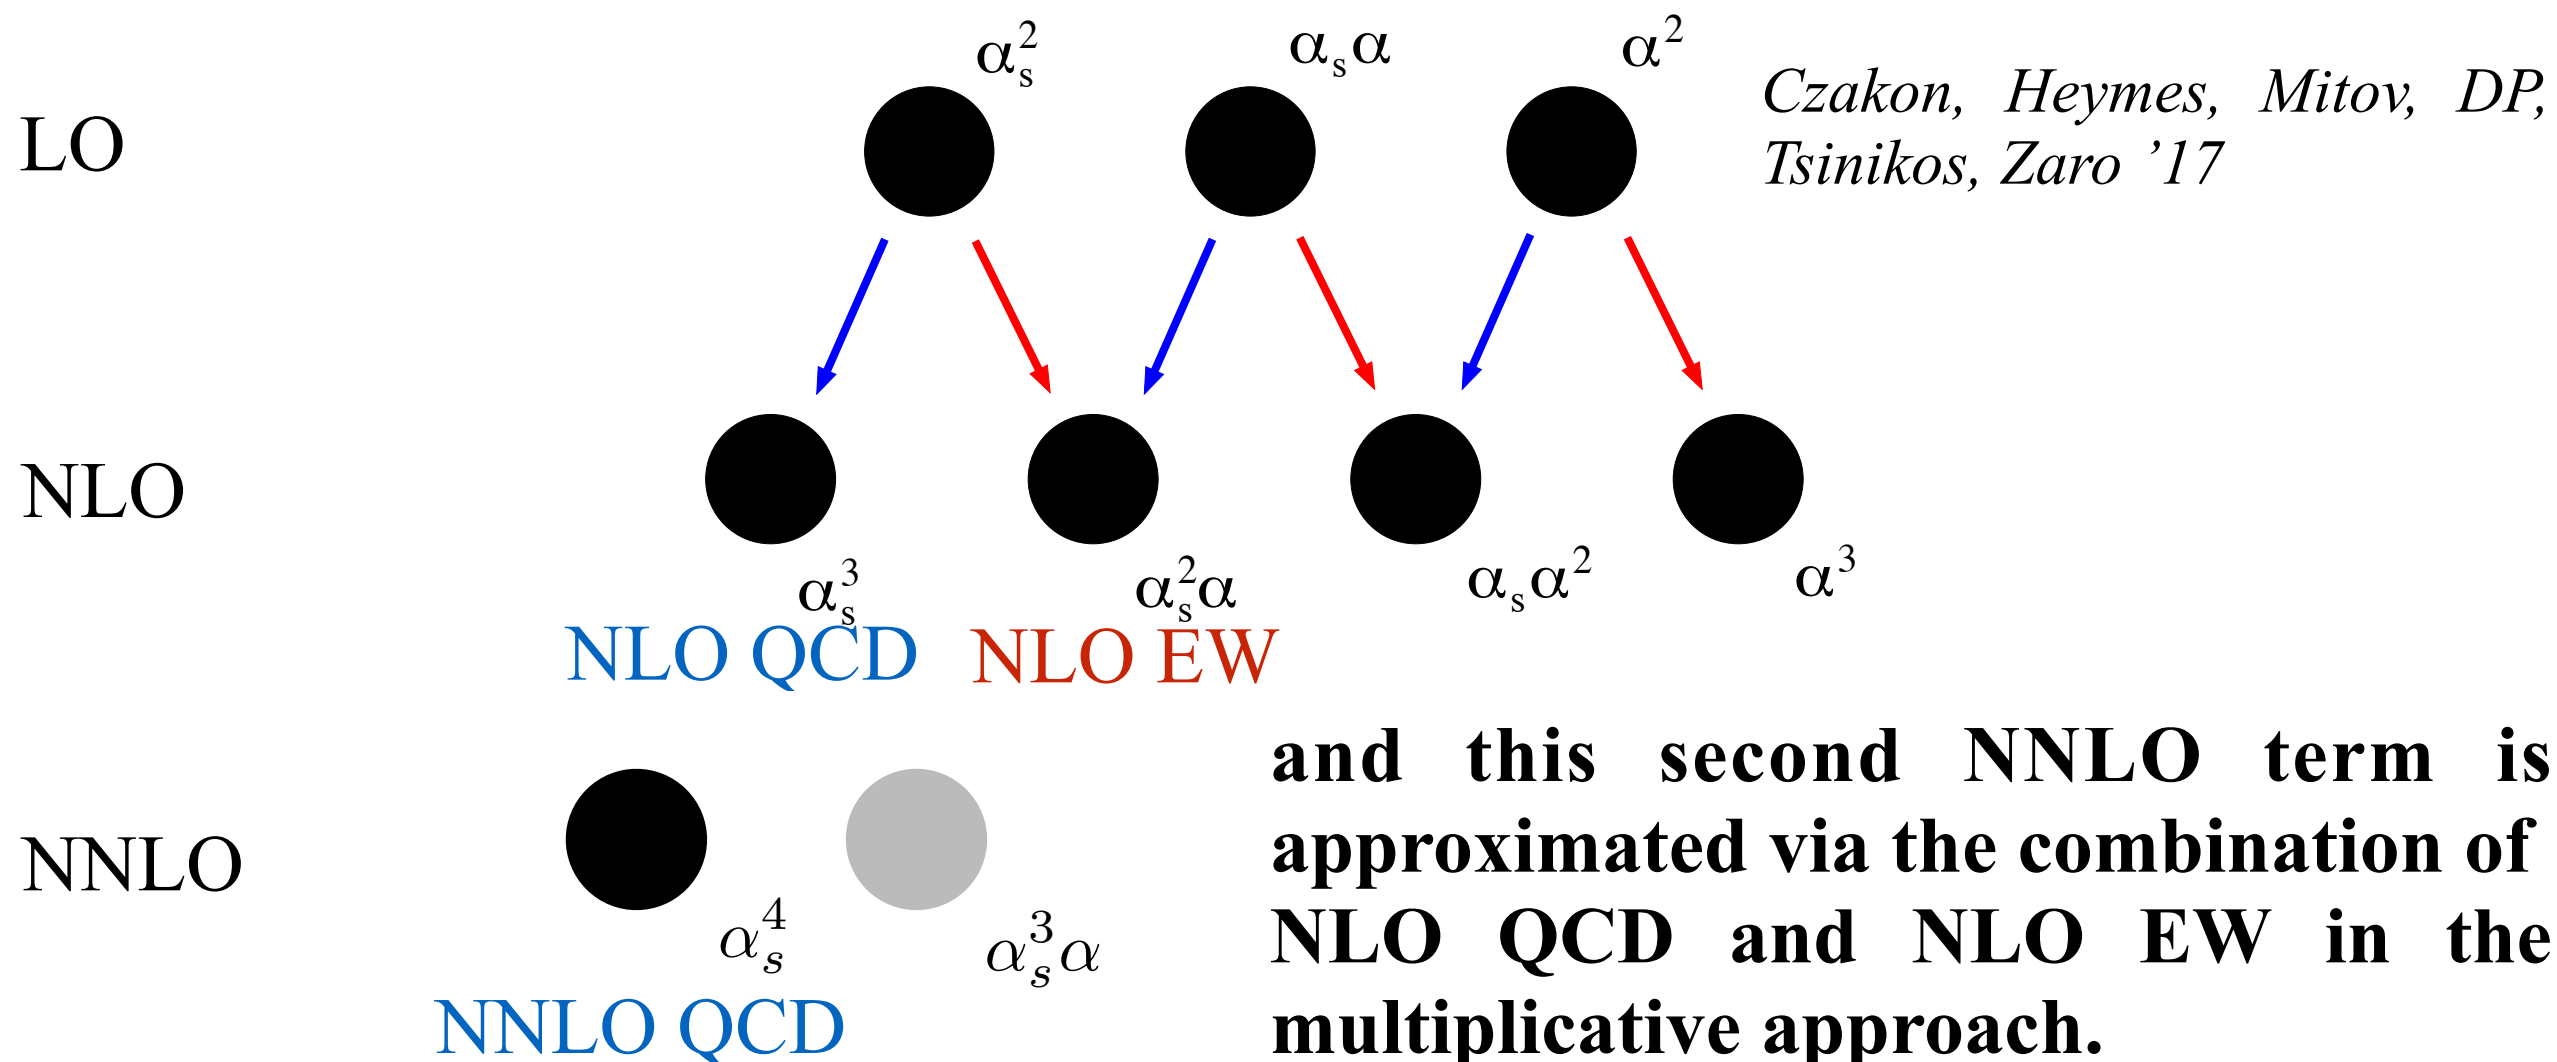 α_s^2 α_sα α^2
LO
Czakon, Heymes, Mitov, DP,
Tsinikos, Zaro ’17
NLO
α_s^3 α_s^2α α_sα^2 α^3
NLO QCD NLO EW
NNLO
α_s^4 α_s^3α
NNLO QCD
and this second NNLO term is
approximated via the combination of
NLO QCD and NLO EW in the
multiplicative approach.